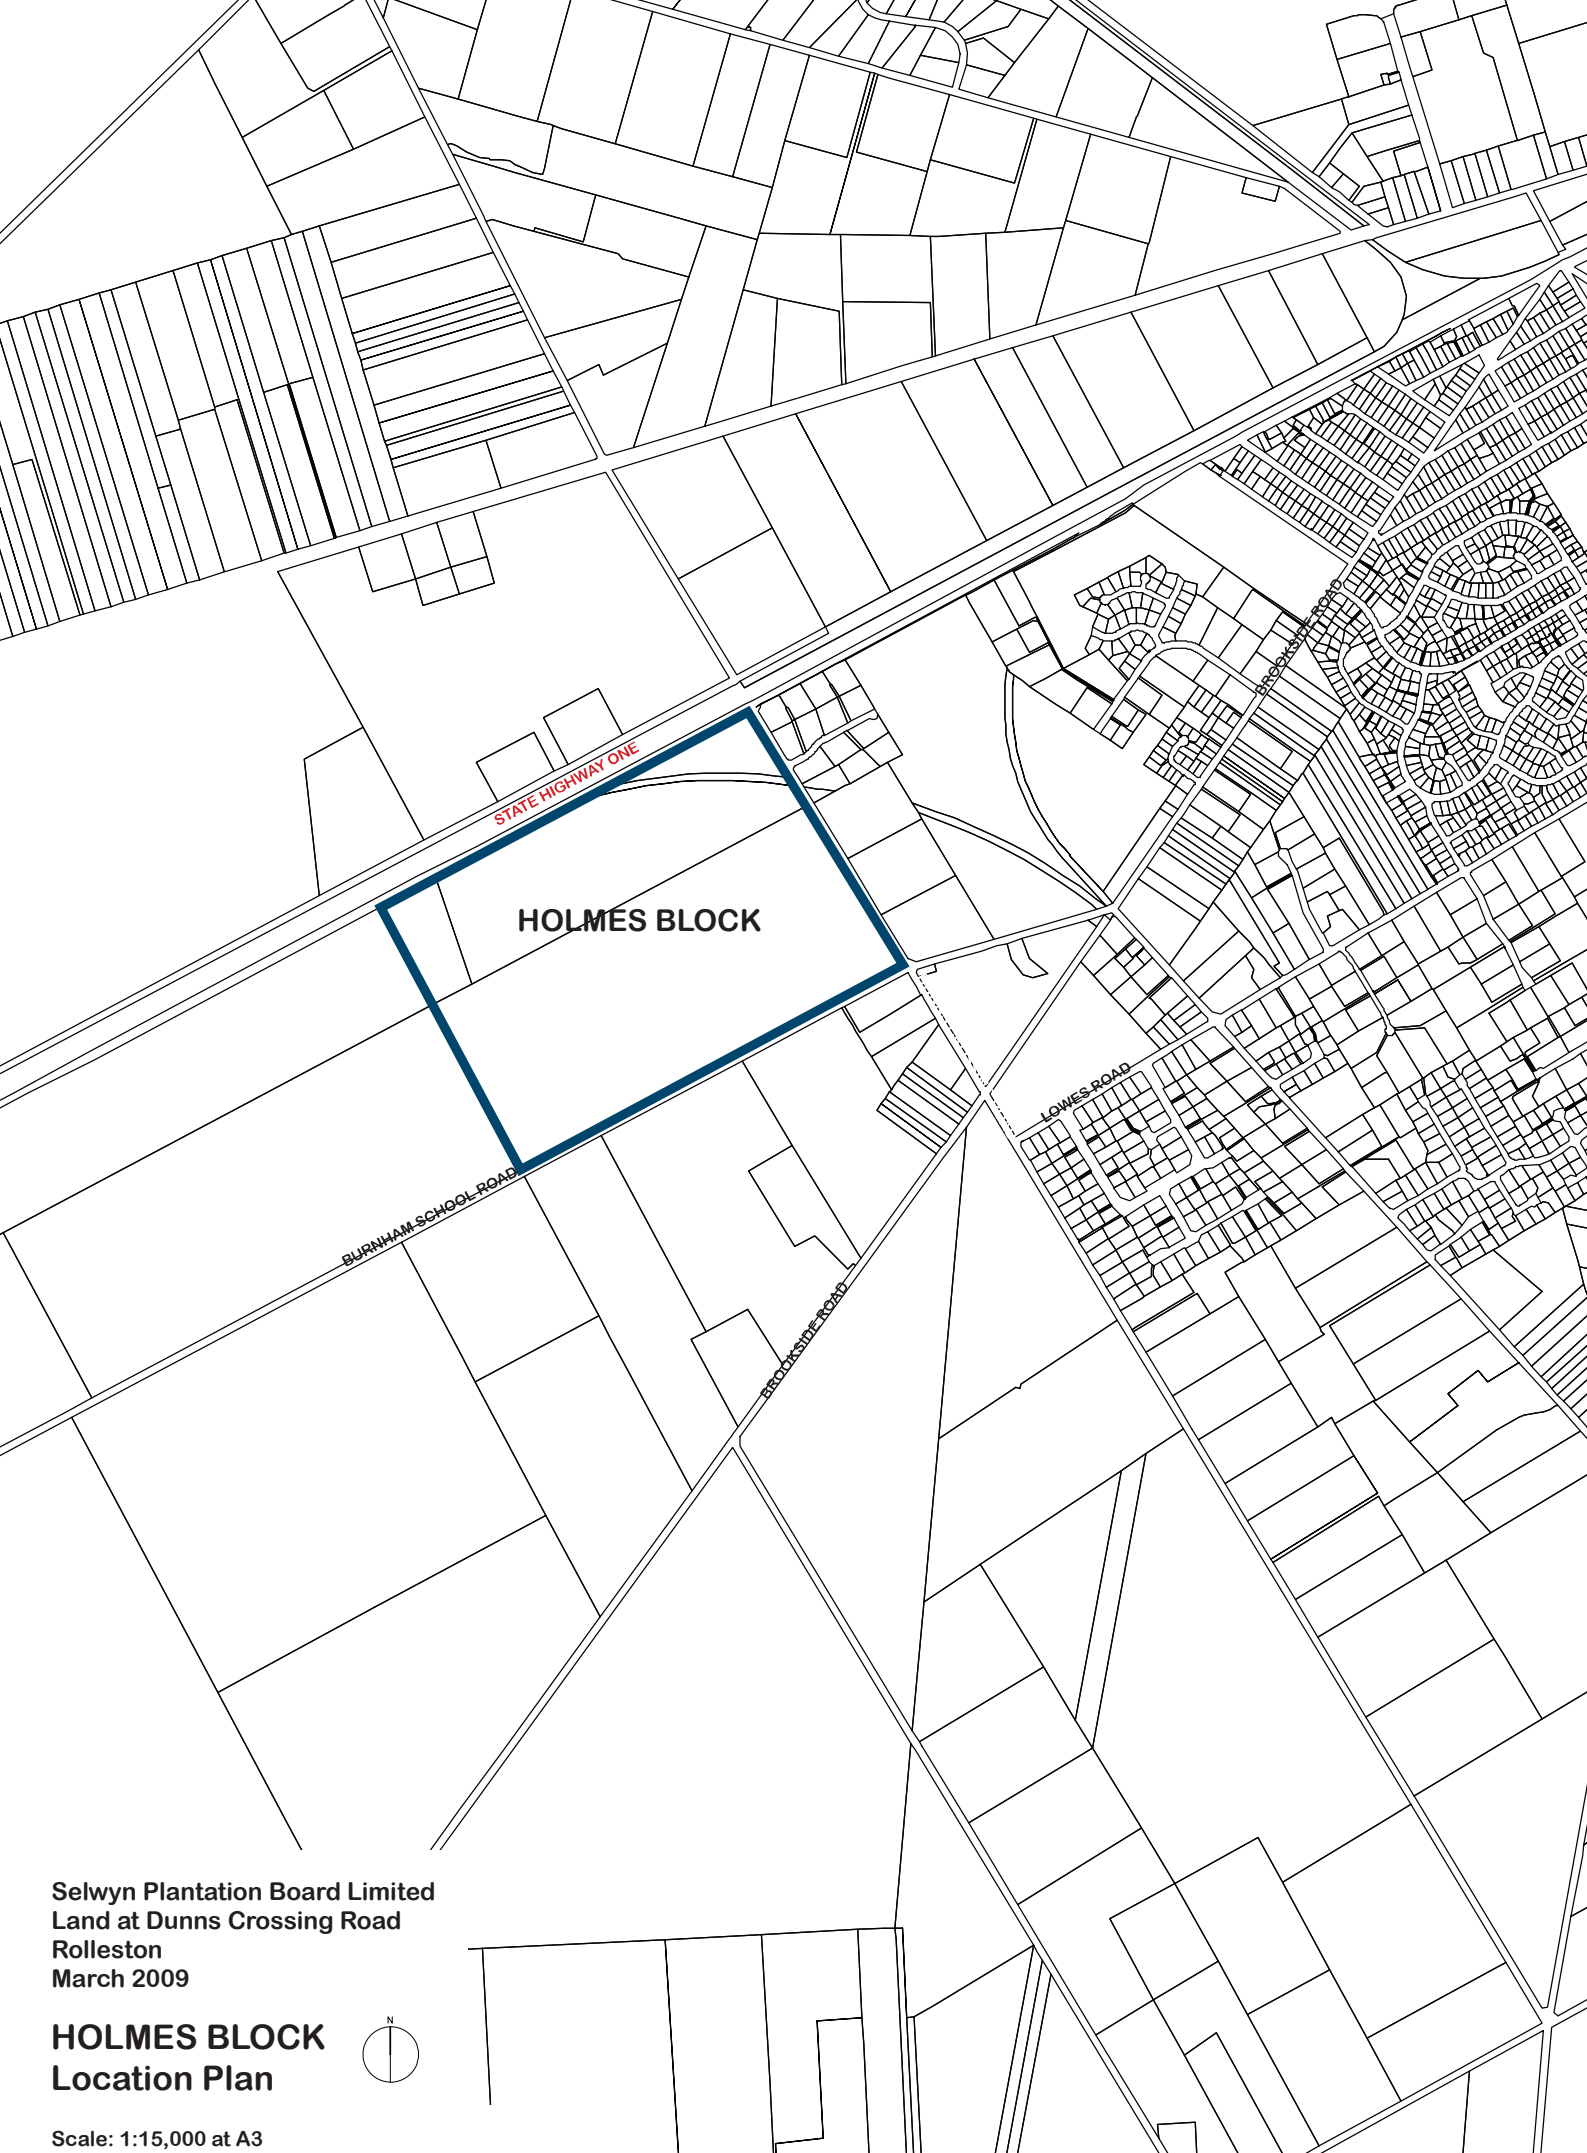 BROOKSIDE ROAD
STATE HIGHWAY ONE
HOLMES BLOCK
LOWES ROAD
BURNHAM SCHOOL ROAD
BROOKSIDE ROAD
Selwyn Plantation Board Limited
Land at Dunns Crossing Road
Rolleston
March 2009
HOLMES BLOCK
Location Plan
N
Scale: 1:15,000 at A3